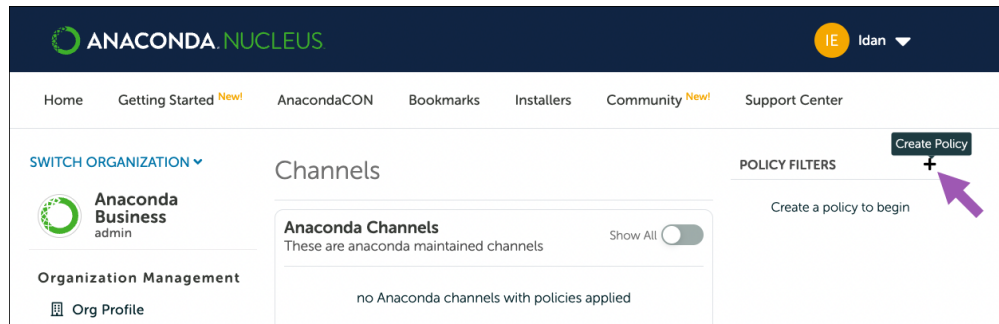 ANACONDA.NUCLEUS.
IE Idan
Home Getting Started New! AnacondaCON Bookmarks Installers Community New! Support Center
SWITCH ORGANIZATION
Anaconda
Business
admin
Organization Management
Org Profile
Channels
Anaconda Channels
These are anaconda maintained channels
Show All
no Anaconda channels with policies applied
Create Policy
POLICY FILTERS +
Create a policy to begin